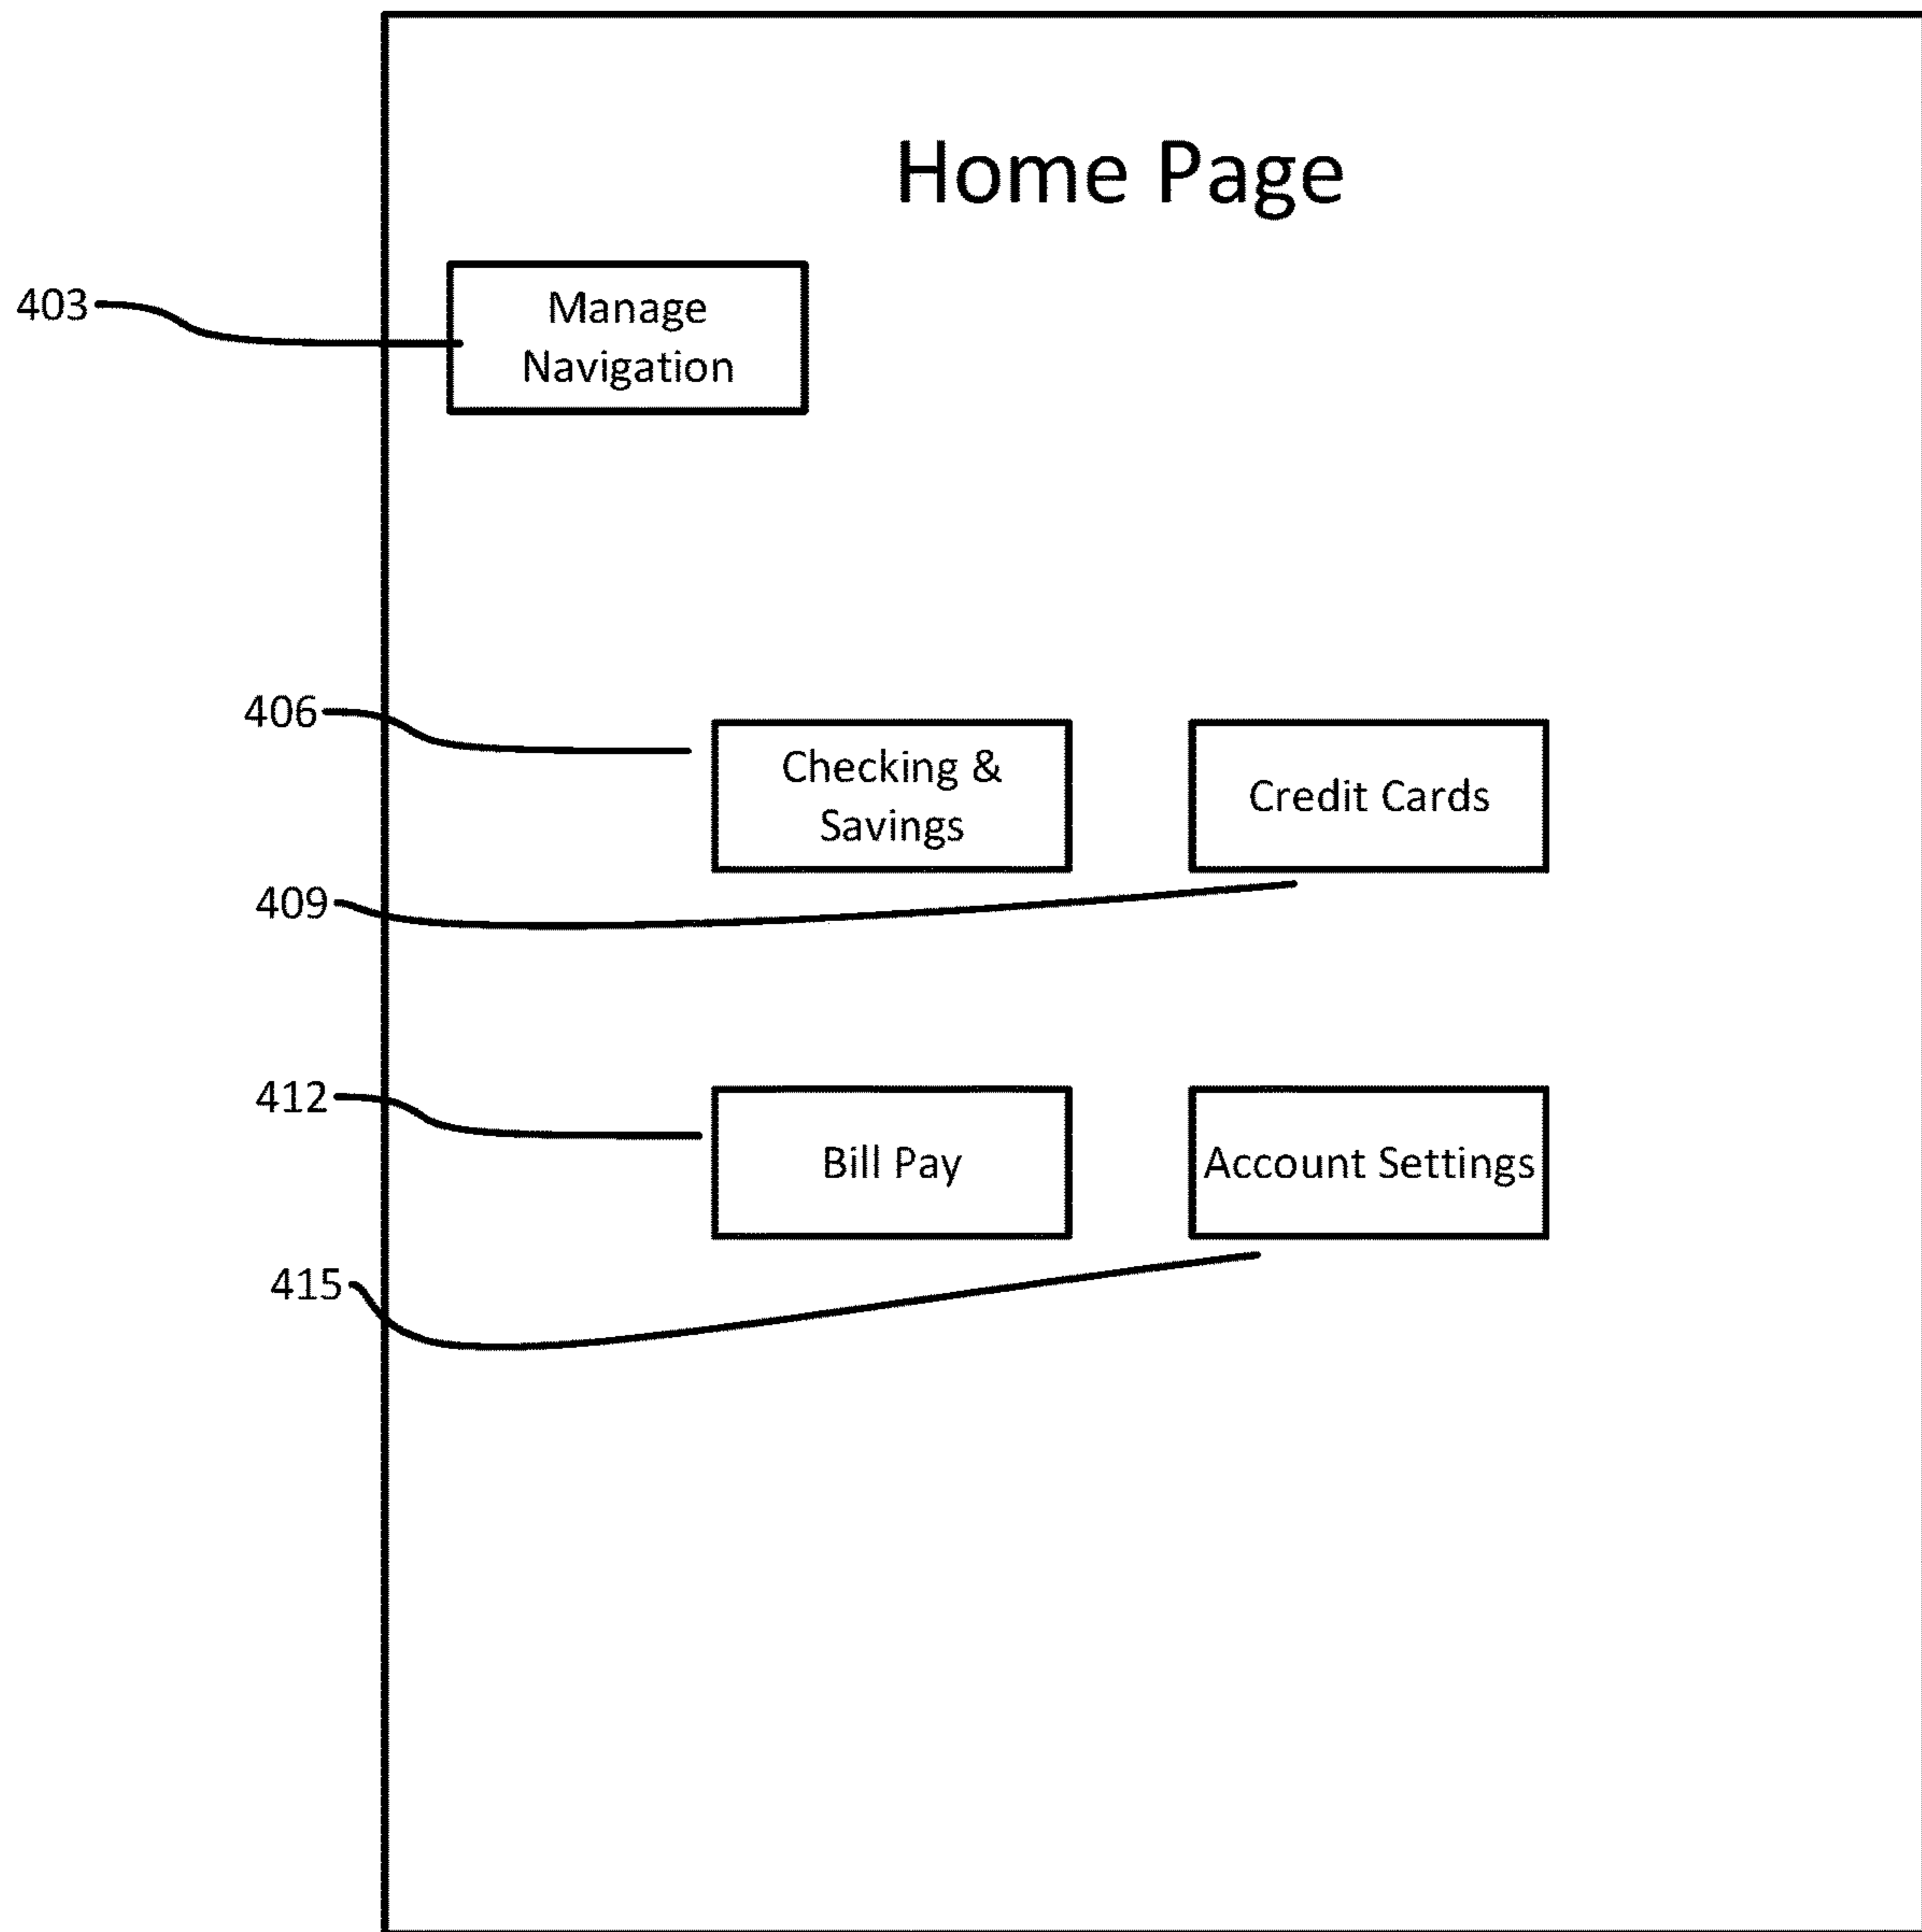 Home Page
403
Manage
Navigation
406
Checking &
Savings
Credit Cards
409
412
Bill Pay
Account Settings
415